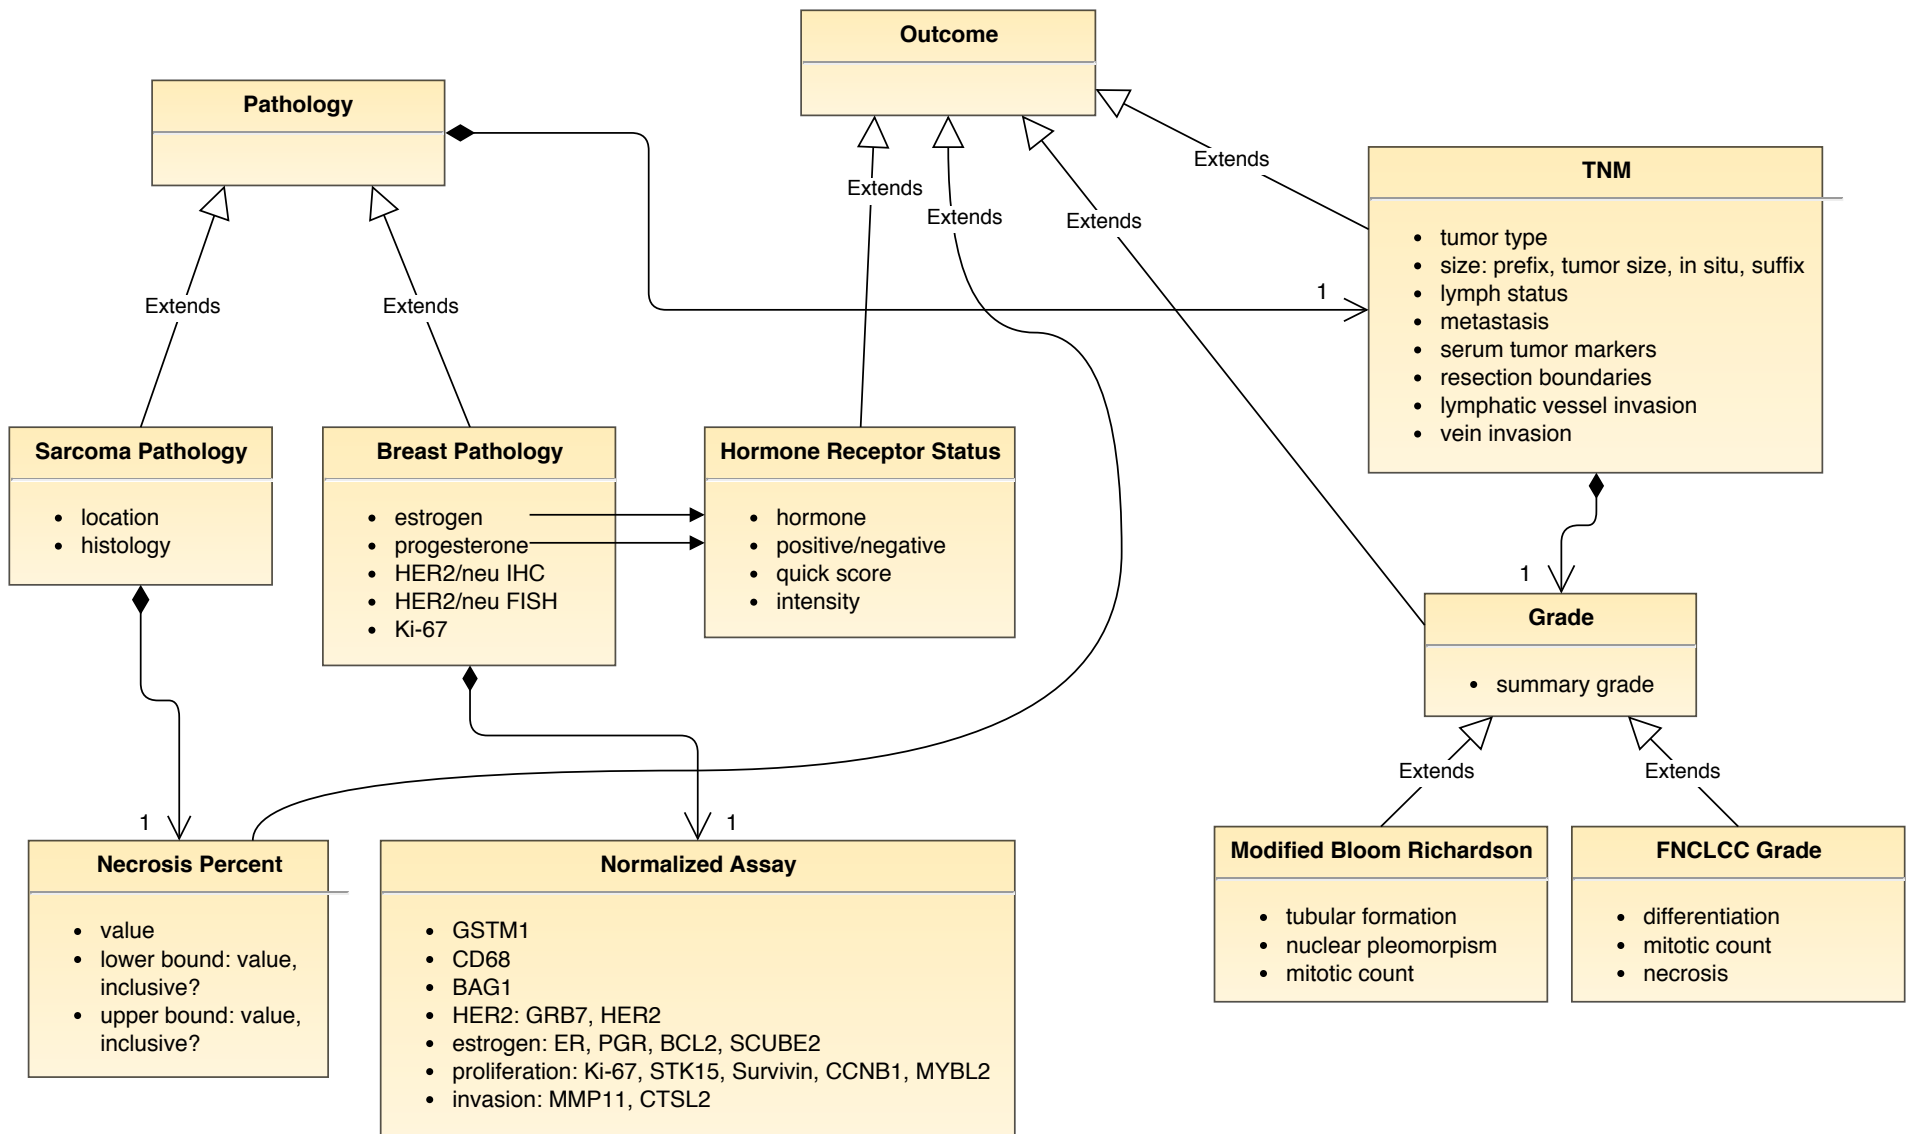 Outcome
Pathology
Extends
TNM
Extends
Extends
Extends
• tumor type
• size: prefix, tumor size, in situ, suffix
• lymph status
• metastasis
• serum tumor markers
• resection boundaries
• lymphatic vessel invasion
• vein invasion
1
Extends
Extends
Sarcoma Pathology
• location
• histology
Breast Pathology
• estrogen
• progesterone
• HER2/neu IHC
• HER2/neu FISH
• Ki-67
Hormone Receptor Status
• hormone
• positive/negative
• quick score
• intensity
1
Grade
• summary grade
Extends
Extends
1
1
Necrosis Percent
• value
• lower bound: value,
inclusive?
• upper bound: value,
inclusive?
Normalized Assay
• GSTM1
• CD68
• BAG1
• HER2: GRB7, HER2
• estrogen: ER, PGR, BCL2, SCUBE2
• proliferation: Ki-67, STK15, Survivin, CCNB1, MYBL2
• invasion: MMP11, CTSL2
Modified Bloom Richardson
• tubular formation
• nuclear pleomorpism
• mitotic count
FNCLCC Grade
• differentiation
• mitotic count
• necrosis